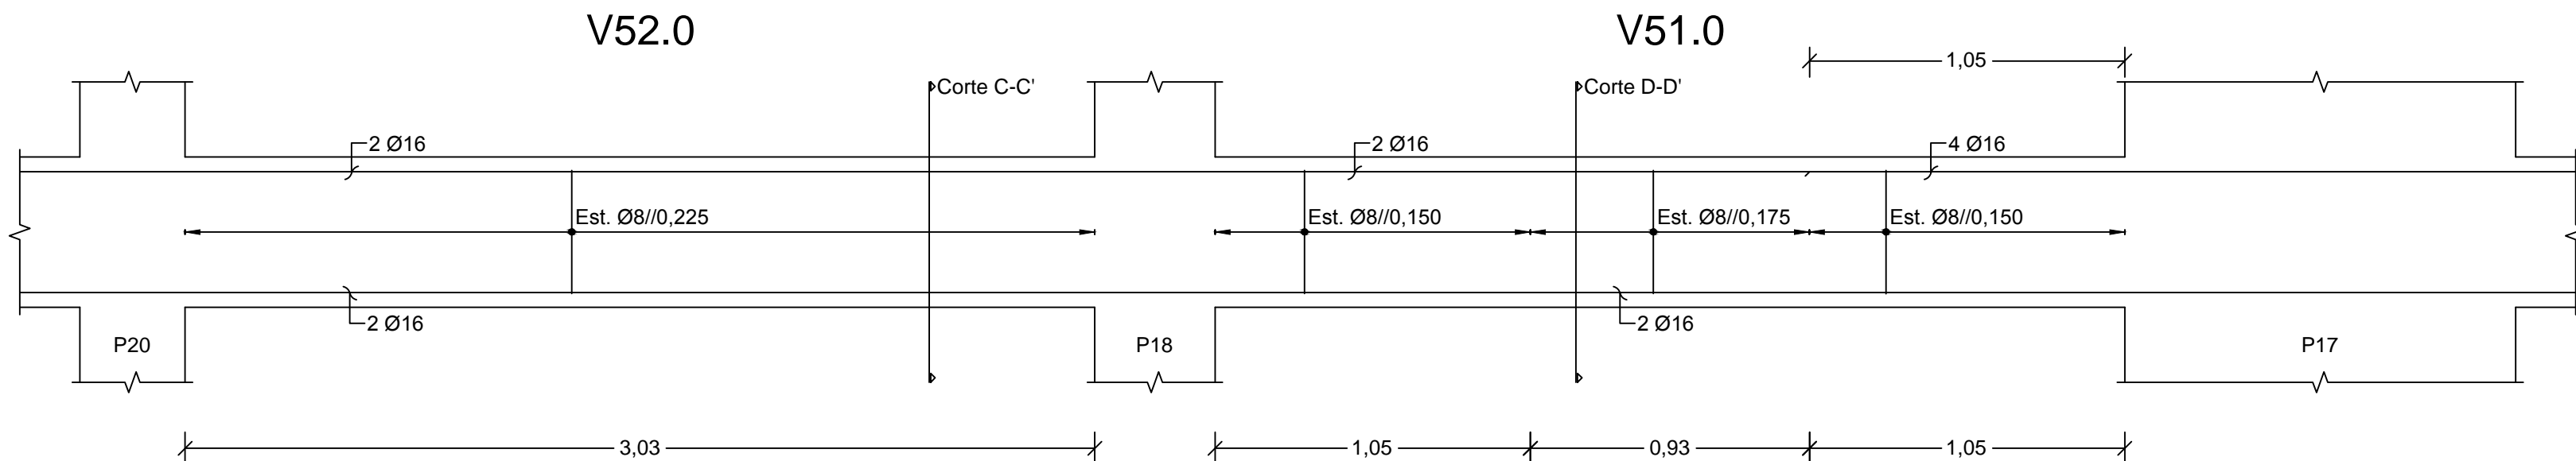 V52.0
V51.0
1,05
Corte C-C'
Corte D-D'
2 Ø16
2 Ø16
4 Ø16
Est. Ø8//0,225
Est. Ø8//0,150
Est. Ø8//0,175
Est. Ø8//0,150
2 Ø16
2 Ø16
P20
P18
P17
3,03
1,05
0,93
1,05